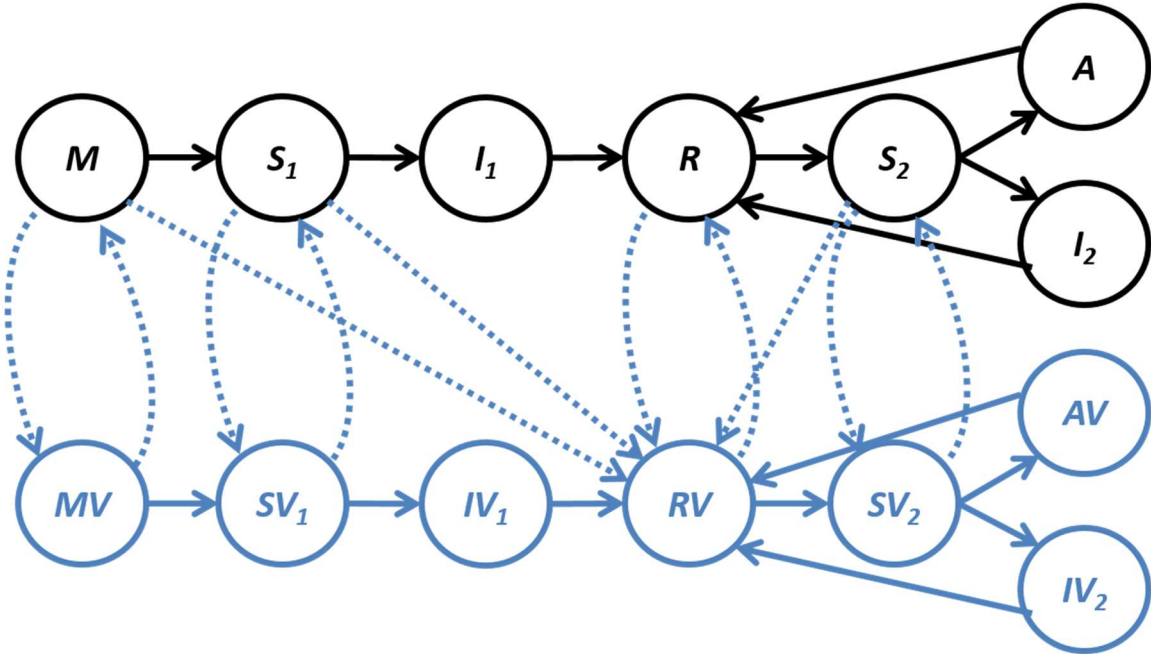 A
M S₁ I₁ R S₂
I₂
AV
MV SV₁ IV₁ RV SV₂
IV₂